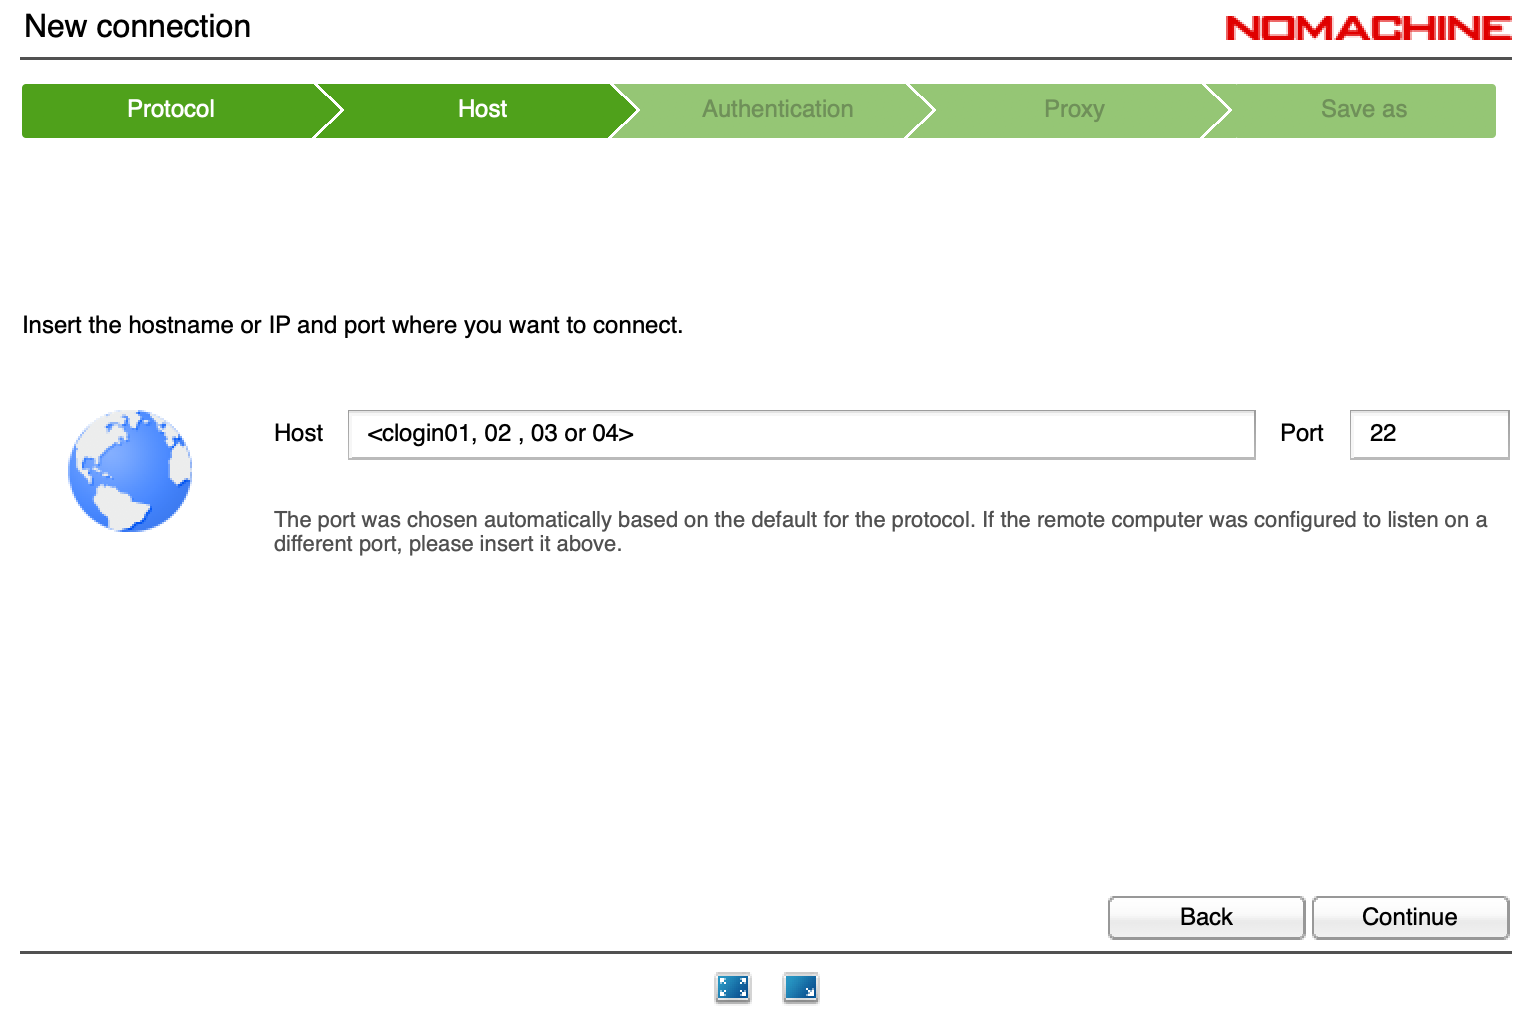 New connection
NOMACHINE
Protocol
Host
Authentication
Proxy
Save as
Insert the hostname or IP and port where you want to connect.
Host
<clogin01, 02 , 03 or 04>
Port
22
The port was chosen automatically based on the default for the protocol. If the remote computer was configured to listen on a
different port, please insert it above.
Back
Continue